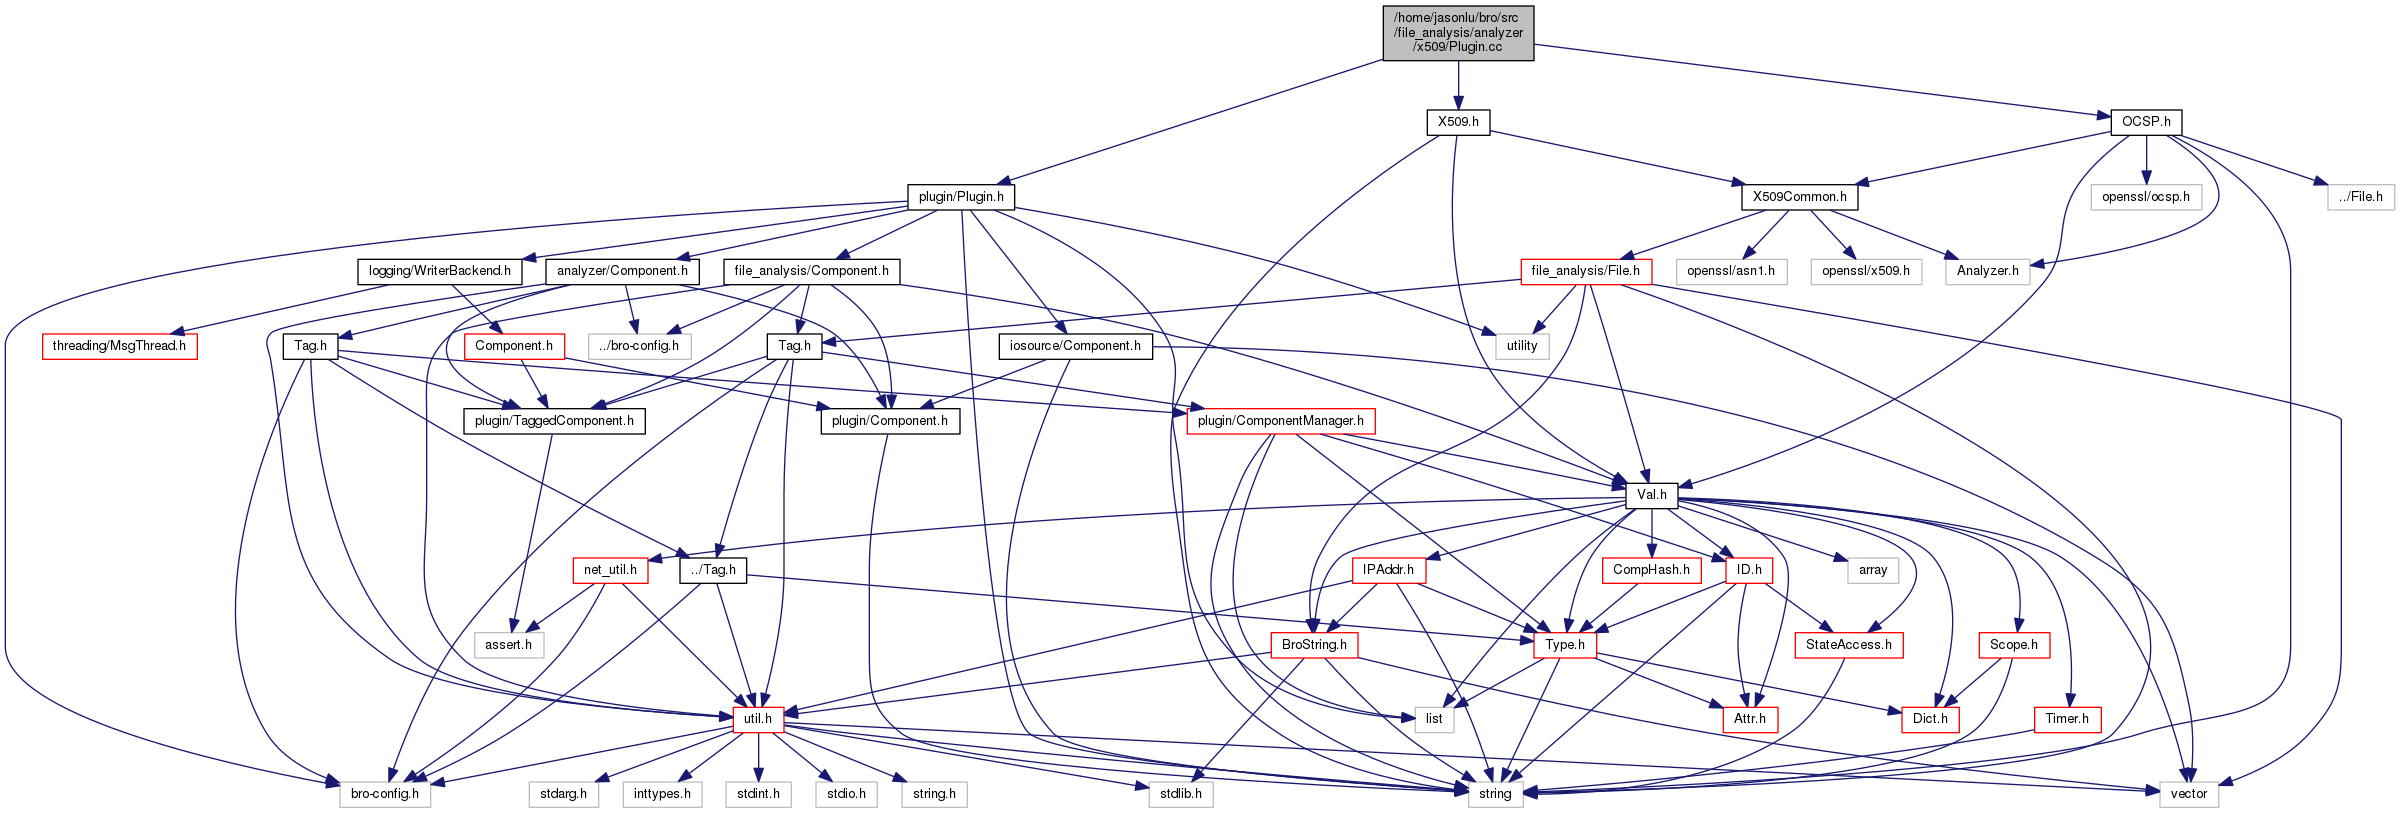 /home/jasonlu/bro/src
/file_analysis/analyzer
/x509/Plugin.cc
X509.h
OCSP.h
plugin/Plugin.h
X509Common.h
openssl/ocsp.h
../File.h
logging/WriterBackend.h
analyzer/Component.h
file_analysis/Component.h
file_analysis/File.h
openssl/asn1.h
openssl/x509.h
Analyzer.h
threading/MsgThread.h
Tag.h
Component.h
../bro-config.h
Tag.h
iosource/Component.h
utility
plugin/TaggedComponent.h
plugin/Component.h
plugin/ComponentManager.h
Val.h
net_util.h
../Tag.h
IPAddr.h
CompHash.h
ID.h
array
assert.h
BroString.h
Type.h
StateAccess.h
Scope.h
util.h
list
Attr.h
Dict.h
Timer.h
bro-config.h
stdarg.h
inttypes.h
stdint.h
stdio.h
string.h
stdlib.h
string
vector